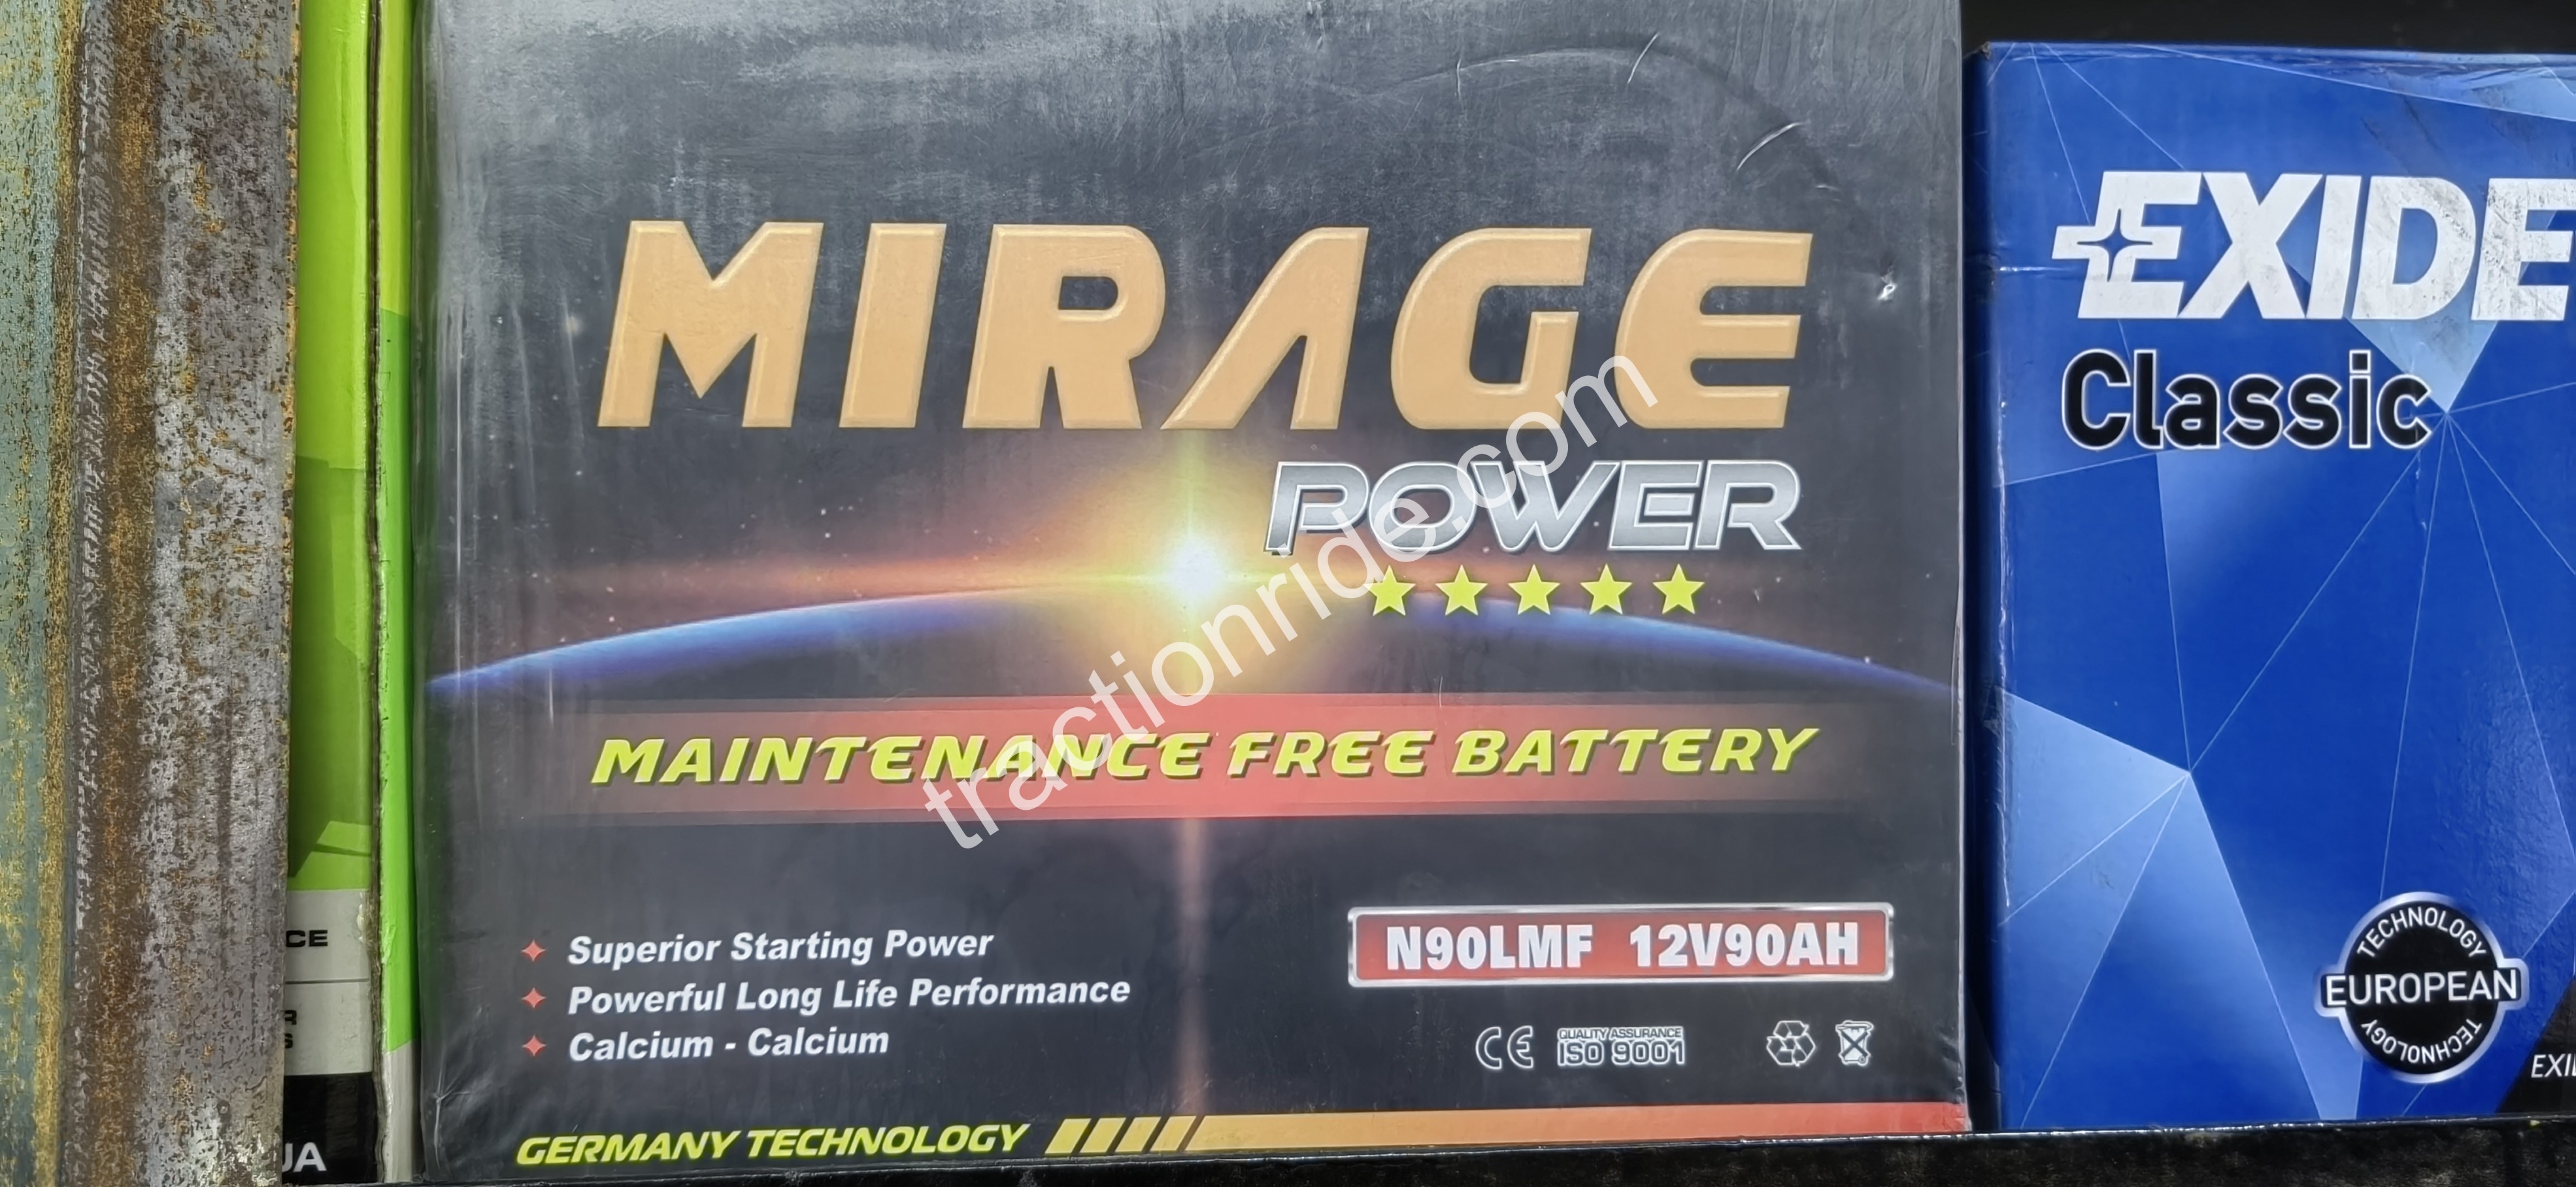 MIRAGE
POWER
MAINTENANCE FREE BATTERY
Superior Starting Power
Powerful Long Life Performance
Calcium - Calcium
N90LMF 12V90AH
CE
QUALITY ASSURANCE
ISO 9001
GERMANY TECHNOLOGY
EXIDE
Classic
TECHNOLOGY
EUROPEAN
TECHNOLOGY
tractionride.com